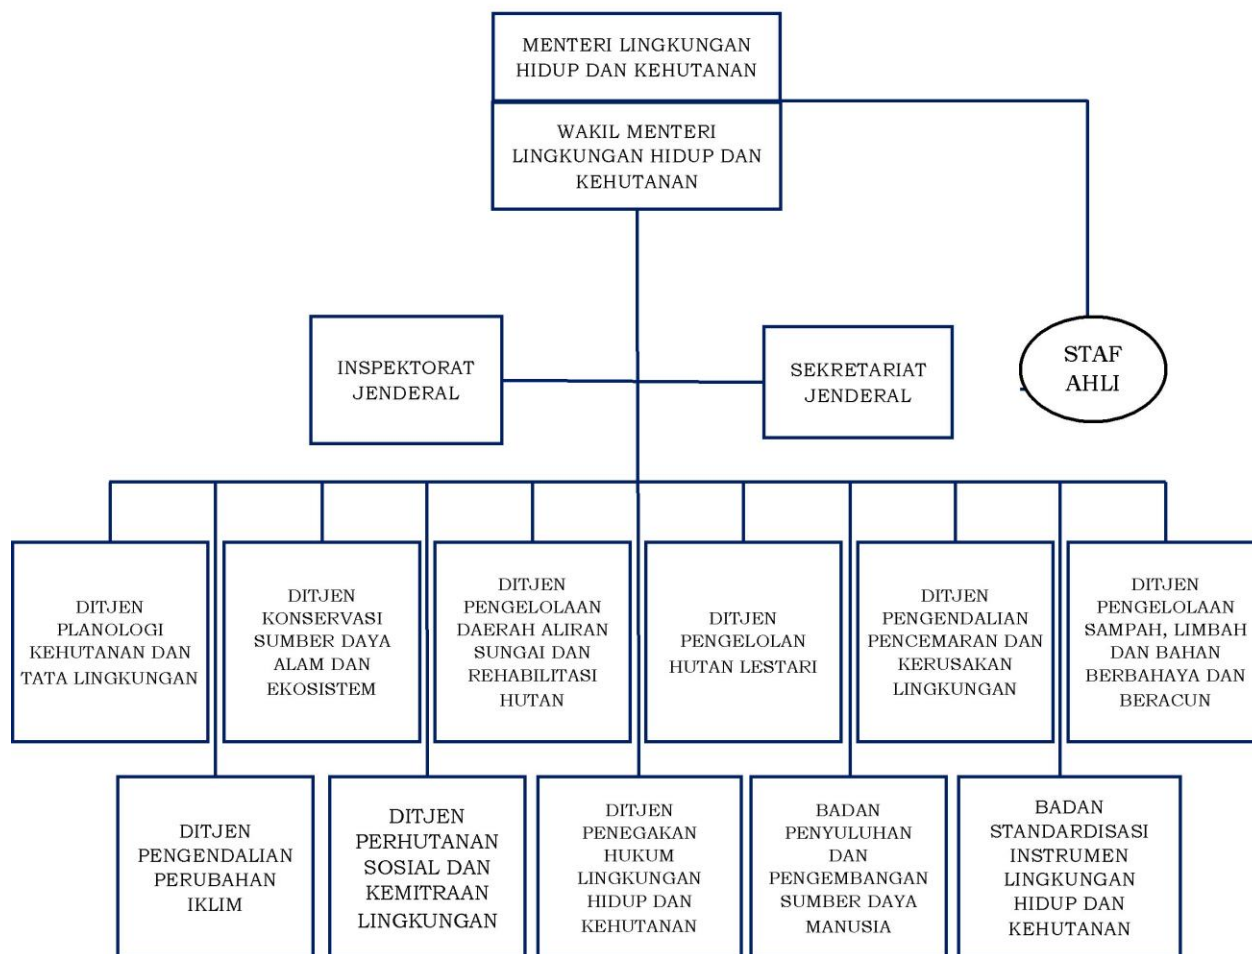 MENTERI LINGKUNGAN
HIDUP DAN KEHUTANAN
WAKIL MENTERI
LINGKUNGAN HIDUP DAN
KEHUTANAN
INSPEKTORAT
JENDERAL
SEKRETARIAT
JENDERAL
STAF
AHLI
DITJEN
PLANOLOGI
KEHUTANAN DAN
TATA LINGKUNGAN
DITJEN
KONSERVASI
SUMBER DAYA
ALAM DAN
EKOSISTEM
DITJEN
PENGELOLAAN
DAERAH ALIRAN
SUNGAI DAN
REHABILITASI
HUTAN
DITJEN
PENGELOLAN
HUTAN LESTARI
DITJEN
PENGENDALIAN
PENCEMARAN DAN
KERUSAKAN
LINGKUNGAN
DITJEN
PENGELOLAAN
SAMPAH, LIMBAH
DAN BAHAN
BERBAHAYA DAN
BERACUN
DITJEN
PENGENDALIAN
PERUBAHAN
IKLIM
DITJEN
PERHUTANAN
SOSIAL DAN
KEMITRAAN
LINGKUNGAN
DITJEN
PENEGAKAN
HUKUM
LINGKUNGAN
HIDUP DAN
KEHUTANAN
BADAN
PENYULUHAN
DAN
PENGEMBANGAN
SUMBER DAYA
MANUSIA
BADAN
STANDARDISASI
INSTRUMEN
LINGKUNGAN
HIDUP DAN
KEHUTANAN